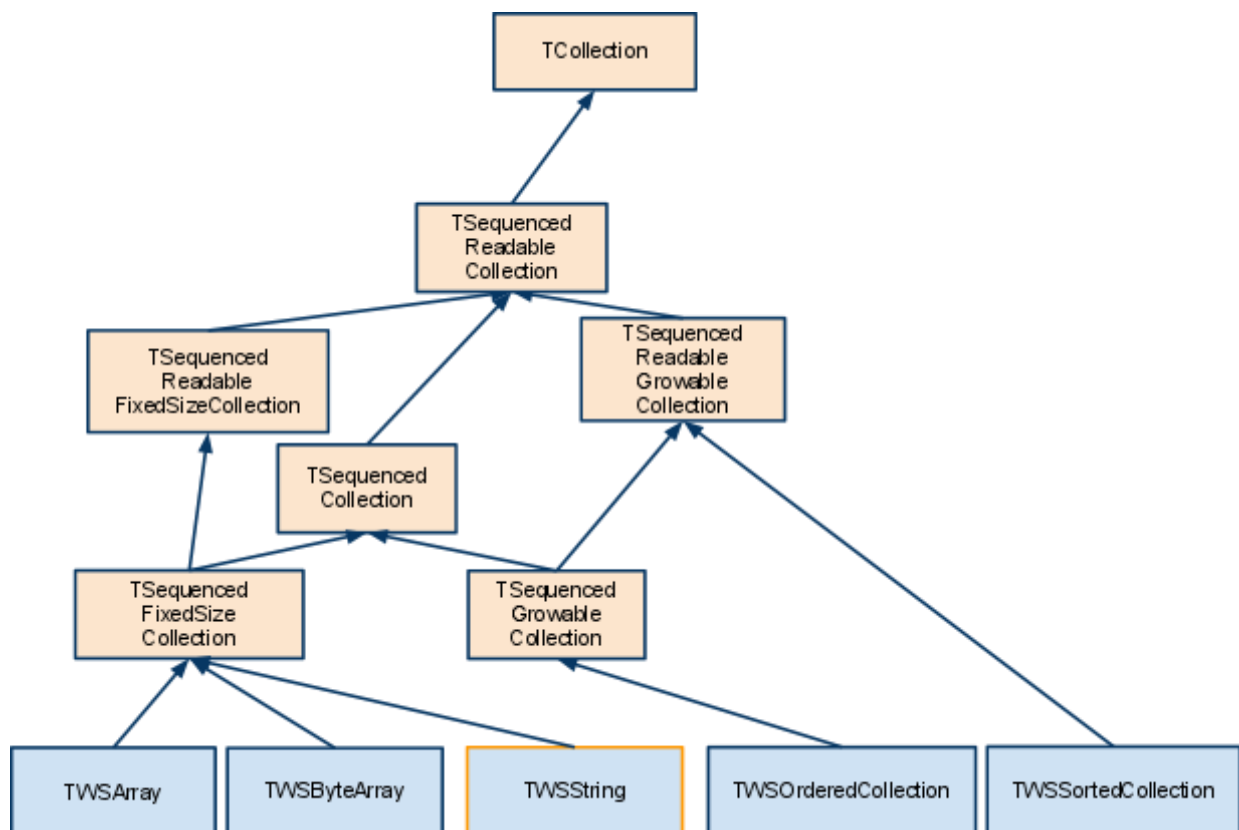 TCollection
TSequenced
Readable
Collection
TSequenced
Readable
FixedSizeCollection
TSequenced
Readable
Growable
Collection
TSequenced
Collection
TSequenced
FixedSize
Collection
TSequenced
Growable
Collection
TWSArray
TWSByteArray
TWSString
TWSOrderedCollection
TWSSortedCollection